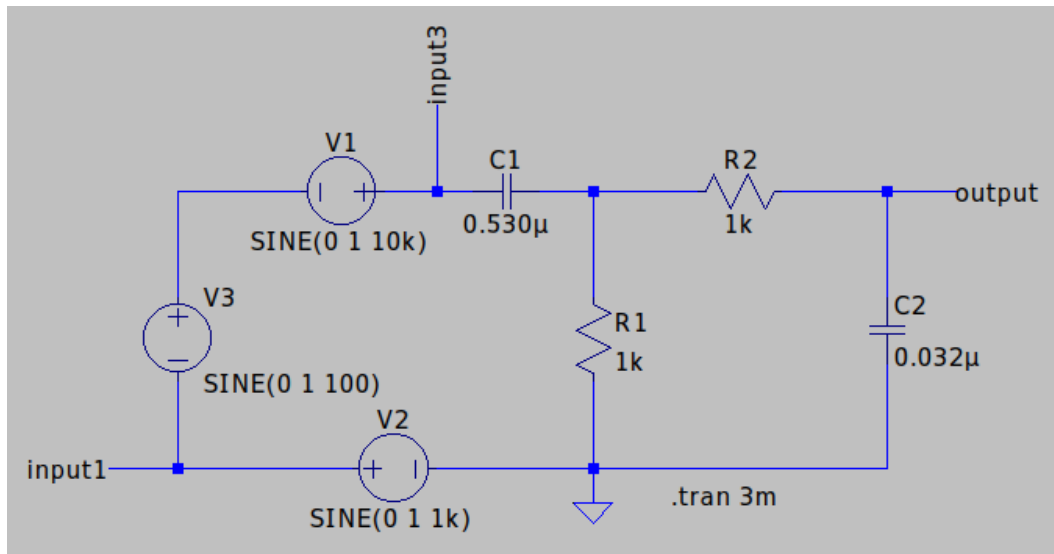 input3
V1
SINE(0 1 10k)
C1
0.530µ
R2
1k
output
V3
SINE(0 1 100)
R1
1k
C2
0.032µ
input1
V2
SINE(0 1 1k)
.tran 3m